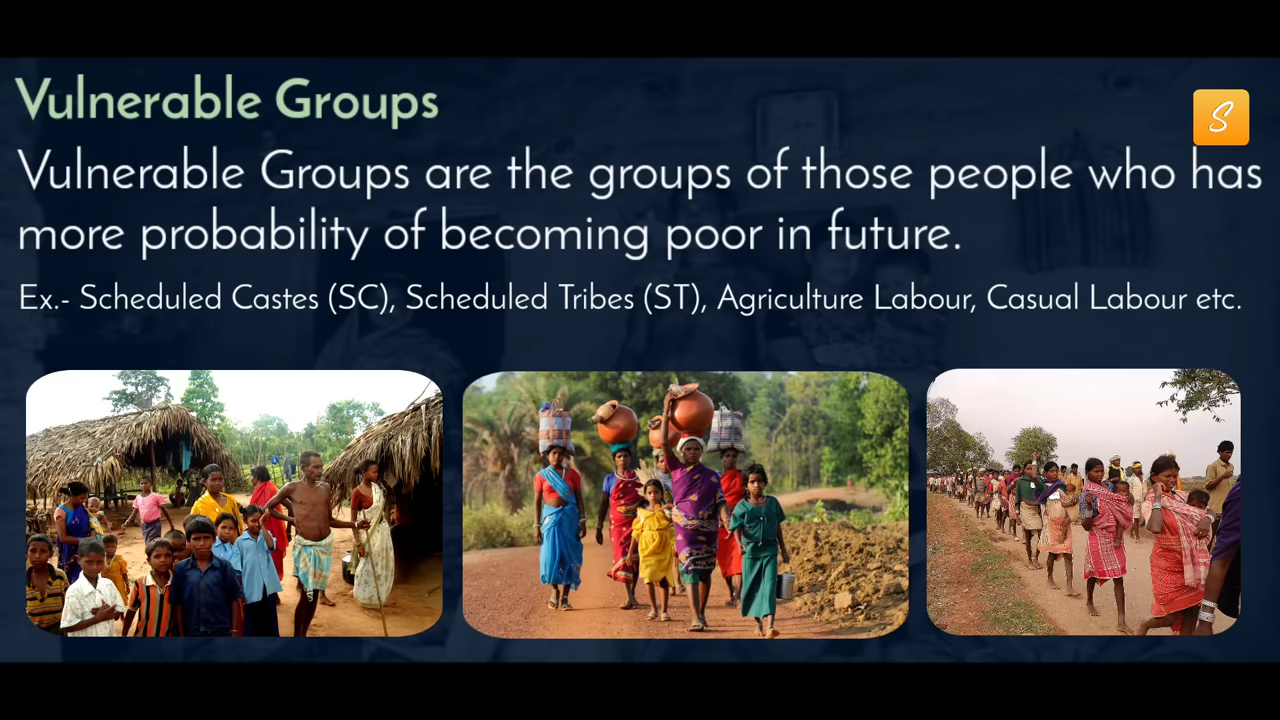 Vulnerable Groups
S
Vulnerable Groups are the groups of those people who has
more probability of becoming poor in future.
Ex.- Scheduled Castes (SC), Scheduled Tribes (ST), Agriculture Labour, Casual Labour etc.